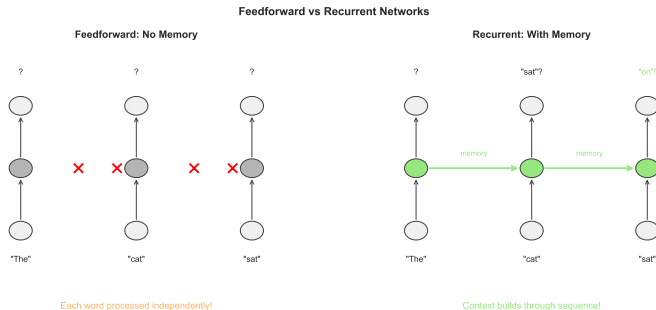 Feedforward vs Recurrent Networks
Feedforward: No Memory
Recurrent: With Memory
? ? ?
? "sat"? "on"!
memory memory
"The" "cat" "sat"
"The" "cat" "sat"
Each word processed independently!
Context builds through sequence!